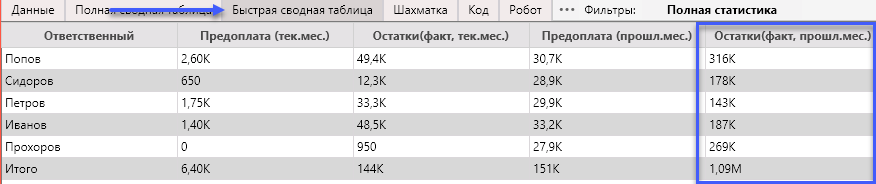 Данные Полная сводная таблица Быстрая сводная таблица Шахматка Код Робот ••• Фильтры: Полная статистика
Ответственный Предоплата (тек.мес.) Остатки(факт, тек.мес.) Предоплата (прошл.мес.) Остатки(факт, прошл.мес.)
Попов 2,60K 49,4K 30,7K 316K
Сидоров 650 12,3K 28,9K 178K
Петров 1,75K 33,3K 29,9K 143K
Иванов 1,40K 48,5K 33,2K 187K
Прохоров 0 950 27,9K 269K
Итого 6,40K 144K 151K 1,09M